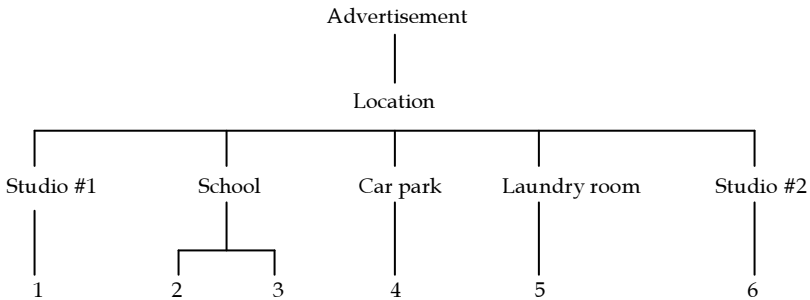 Advertisement
Location
Studio #1 School Car park Laundry room Studio #2
1 2 3 4 5 6